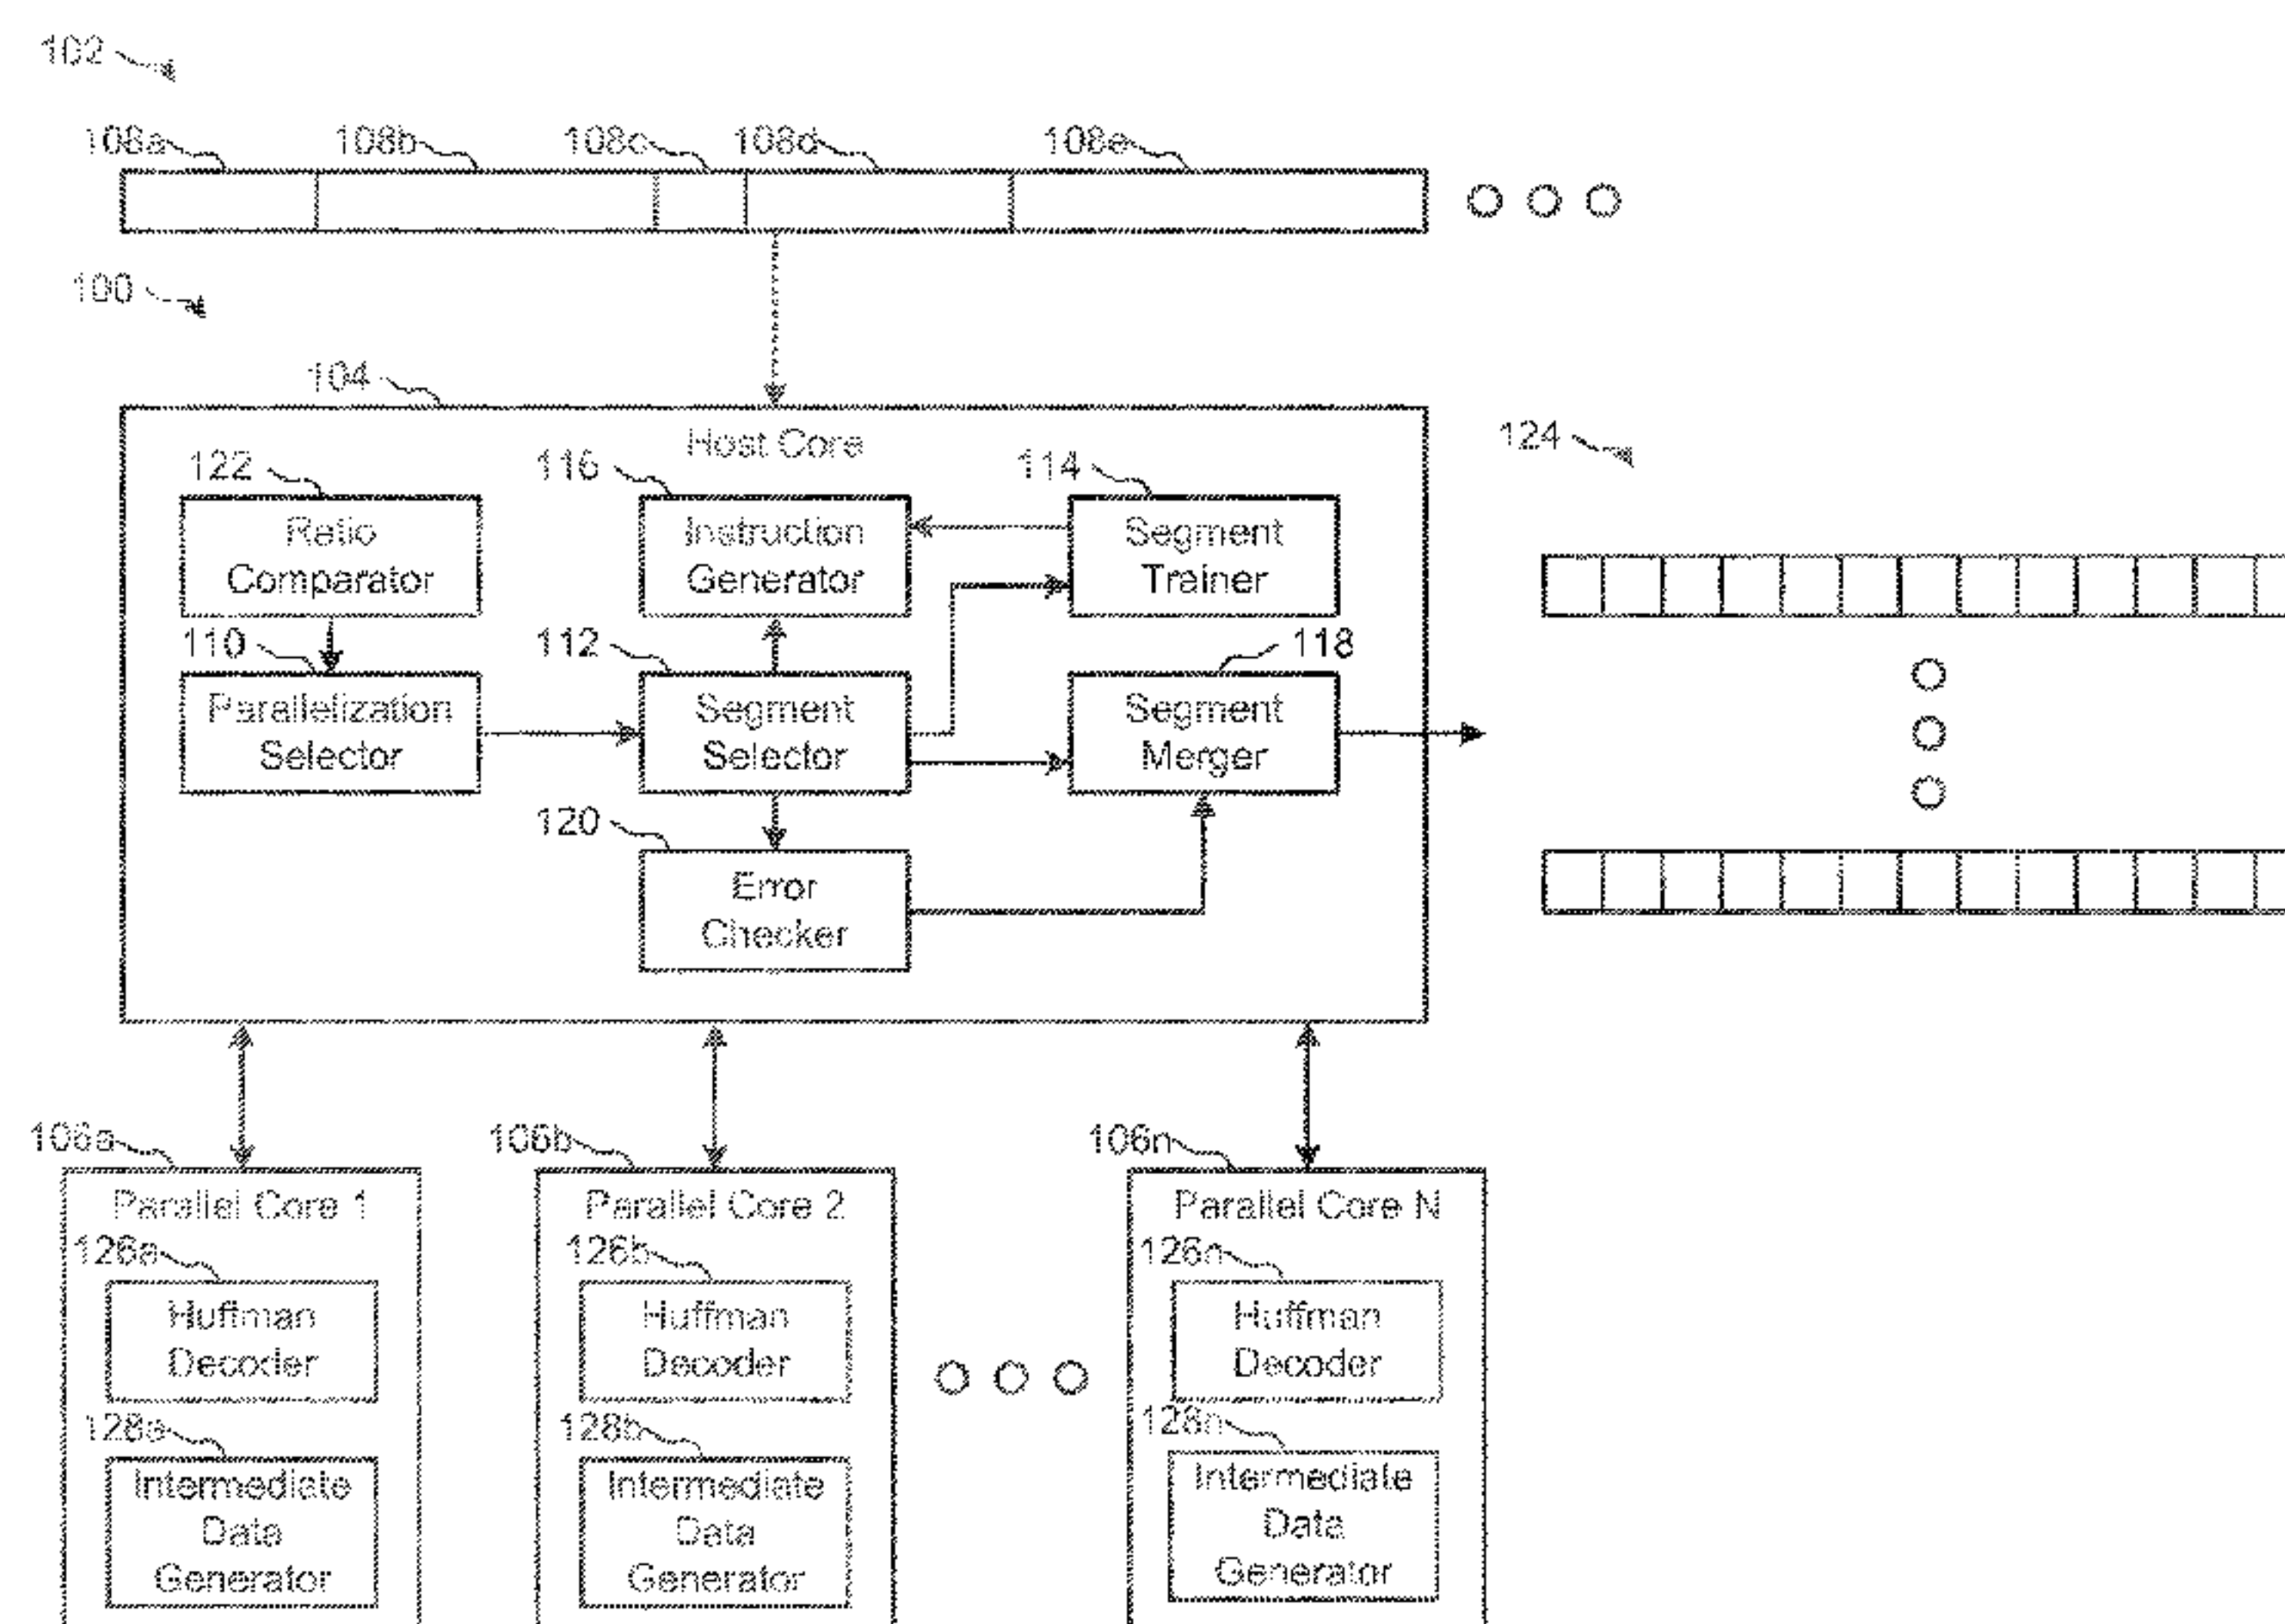 102
108a 108b 108c 108d 108e
100
104
Host Core
124
122 116 114
Ratio
Comparator
Instruction
Generator
Segment
Trainer
110 112 118
Parallelization
Selector
Segment
Selector
Segment
Merger
120
Error
Checker
106a 106b 106n
Parallel Core 1
Parallel Core 2
Parallel Core N
126a 126b 126n
Huffman
Decoder
Huffman
Decoder
Huffman
Decoder
128a 128b 128n
Intermediate
Data
Generator
Intermediate
Data
Generator
Intermediate
Data
Generator